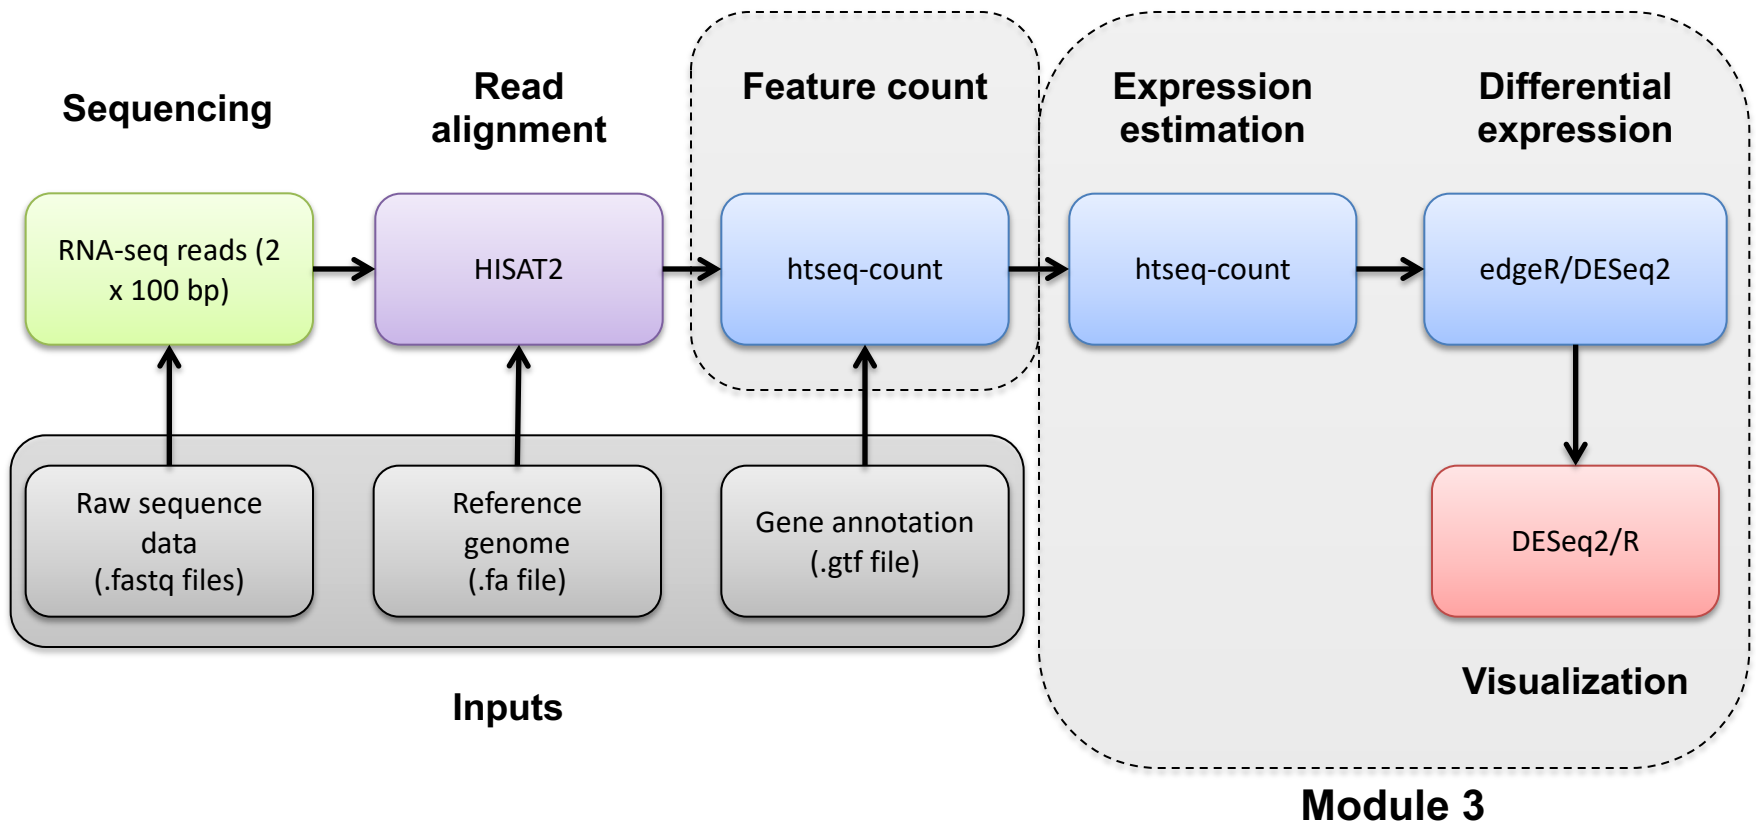 Sequencing
Read
alignment
Feature count
Expression
estimation
Differential
expression
RNA-seq reads (2
x 100 bp)
HISAT2
htseq-count
htseq-count
edgeR/DESeq2
Raw sequence
data
(.fastq files)
Reference
genome
(.fa file)
Gene annotation
(.gtf file)
DESeq2/R
Visualization
Inputs
Module 3